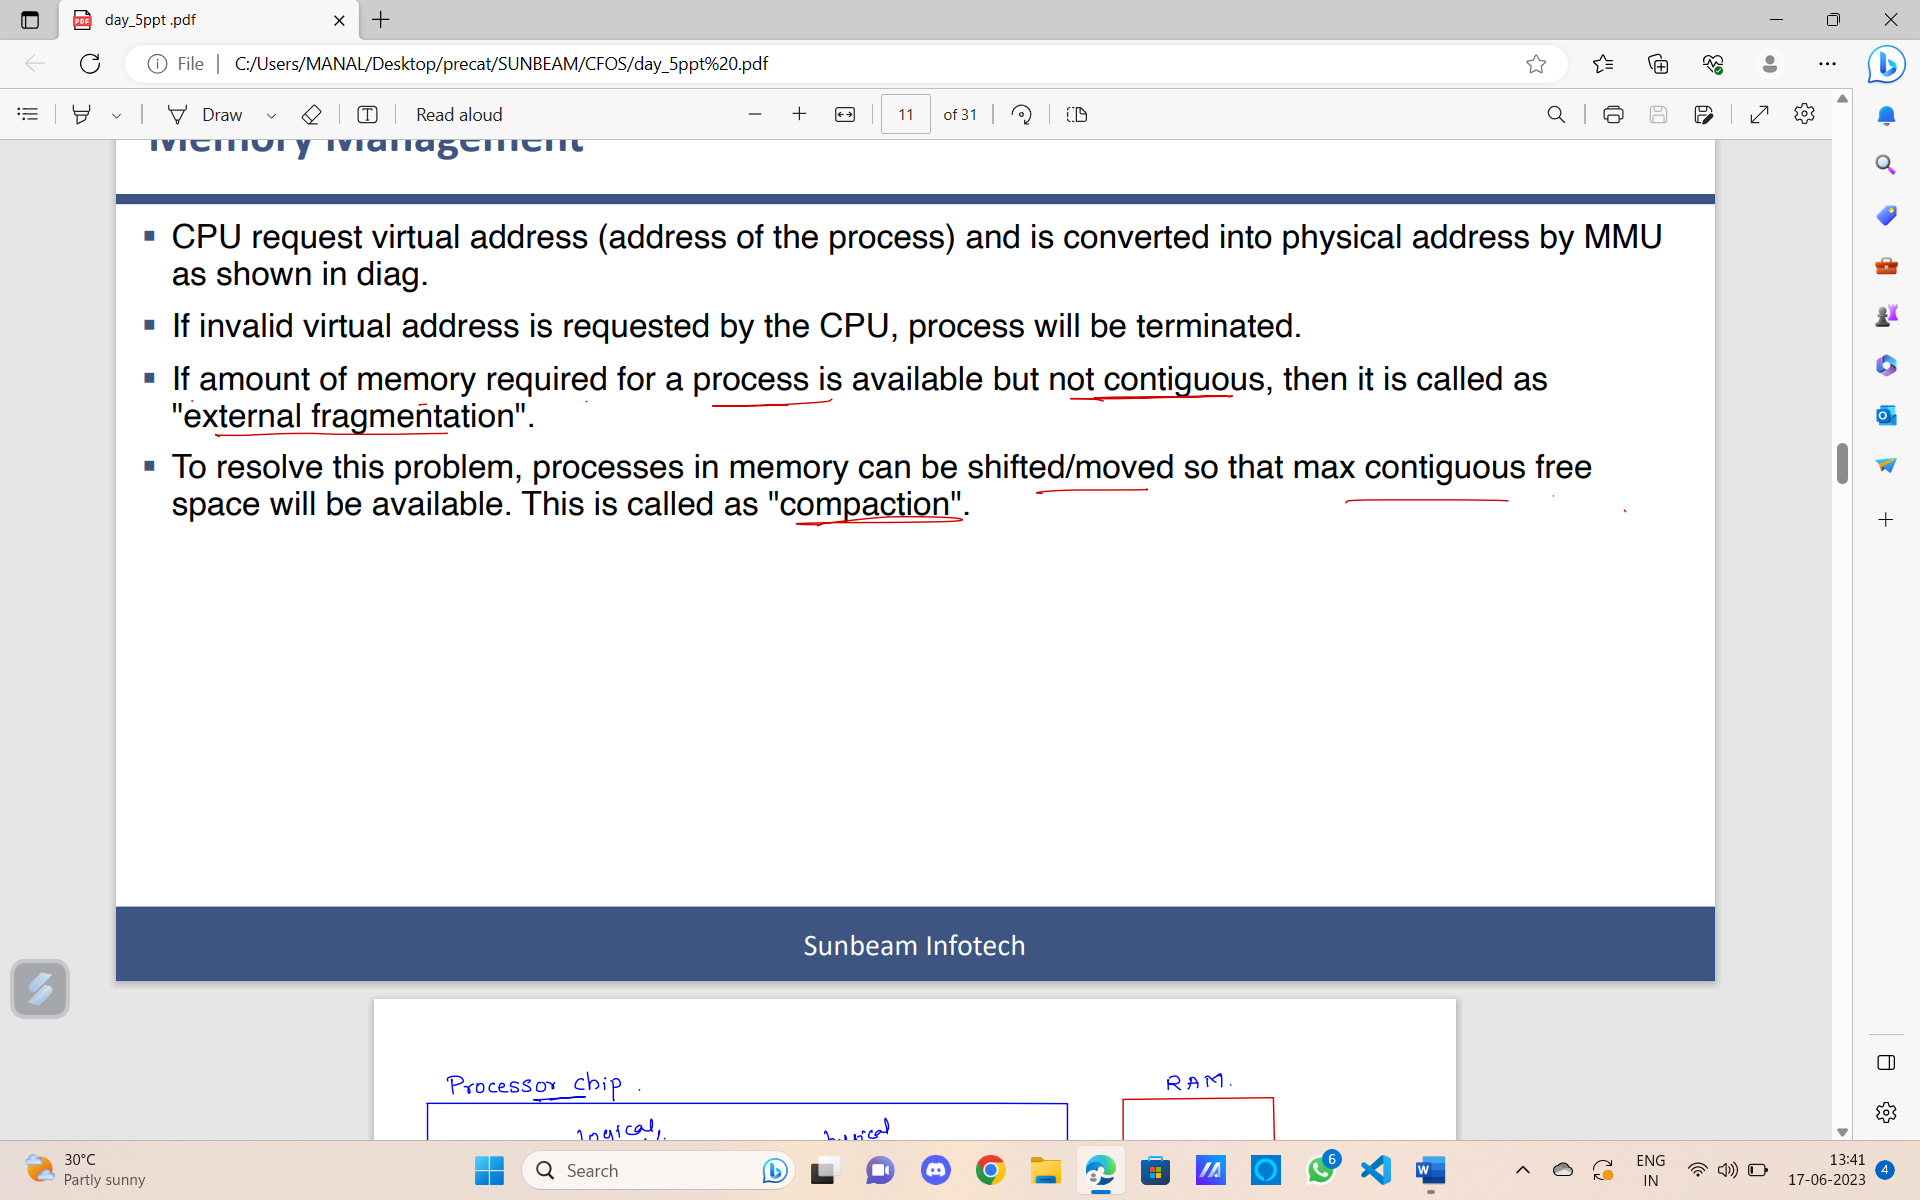 day_5ppt .pdf
File
C:/Users/MANAL/Desktop/precat/SUNBEAM/CFOS/day_5ppt%20.pdf
Draw
Read aloud
11
of 31
Memory Management
CPU request virtual address (address of the process) and is converted into physical address by MMU
as shown in diag.
If invalid virtual address is requested by the CPU, process will be terminated.
If amount of memory required for a process is available but not contiguous, then it is called as
"external fragmentation".
To resolve this problem, processes in memory can be shifted/moved so that max contiguous free
space will be available. This is called as "compaction".
Sunbeam Infotech
Processor chip .
RAM.
logical
30°C
Partly sunny
Search
6
ENG
IN
13:41
17-06-2023
4